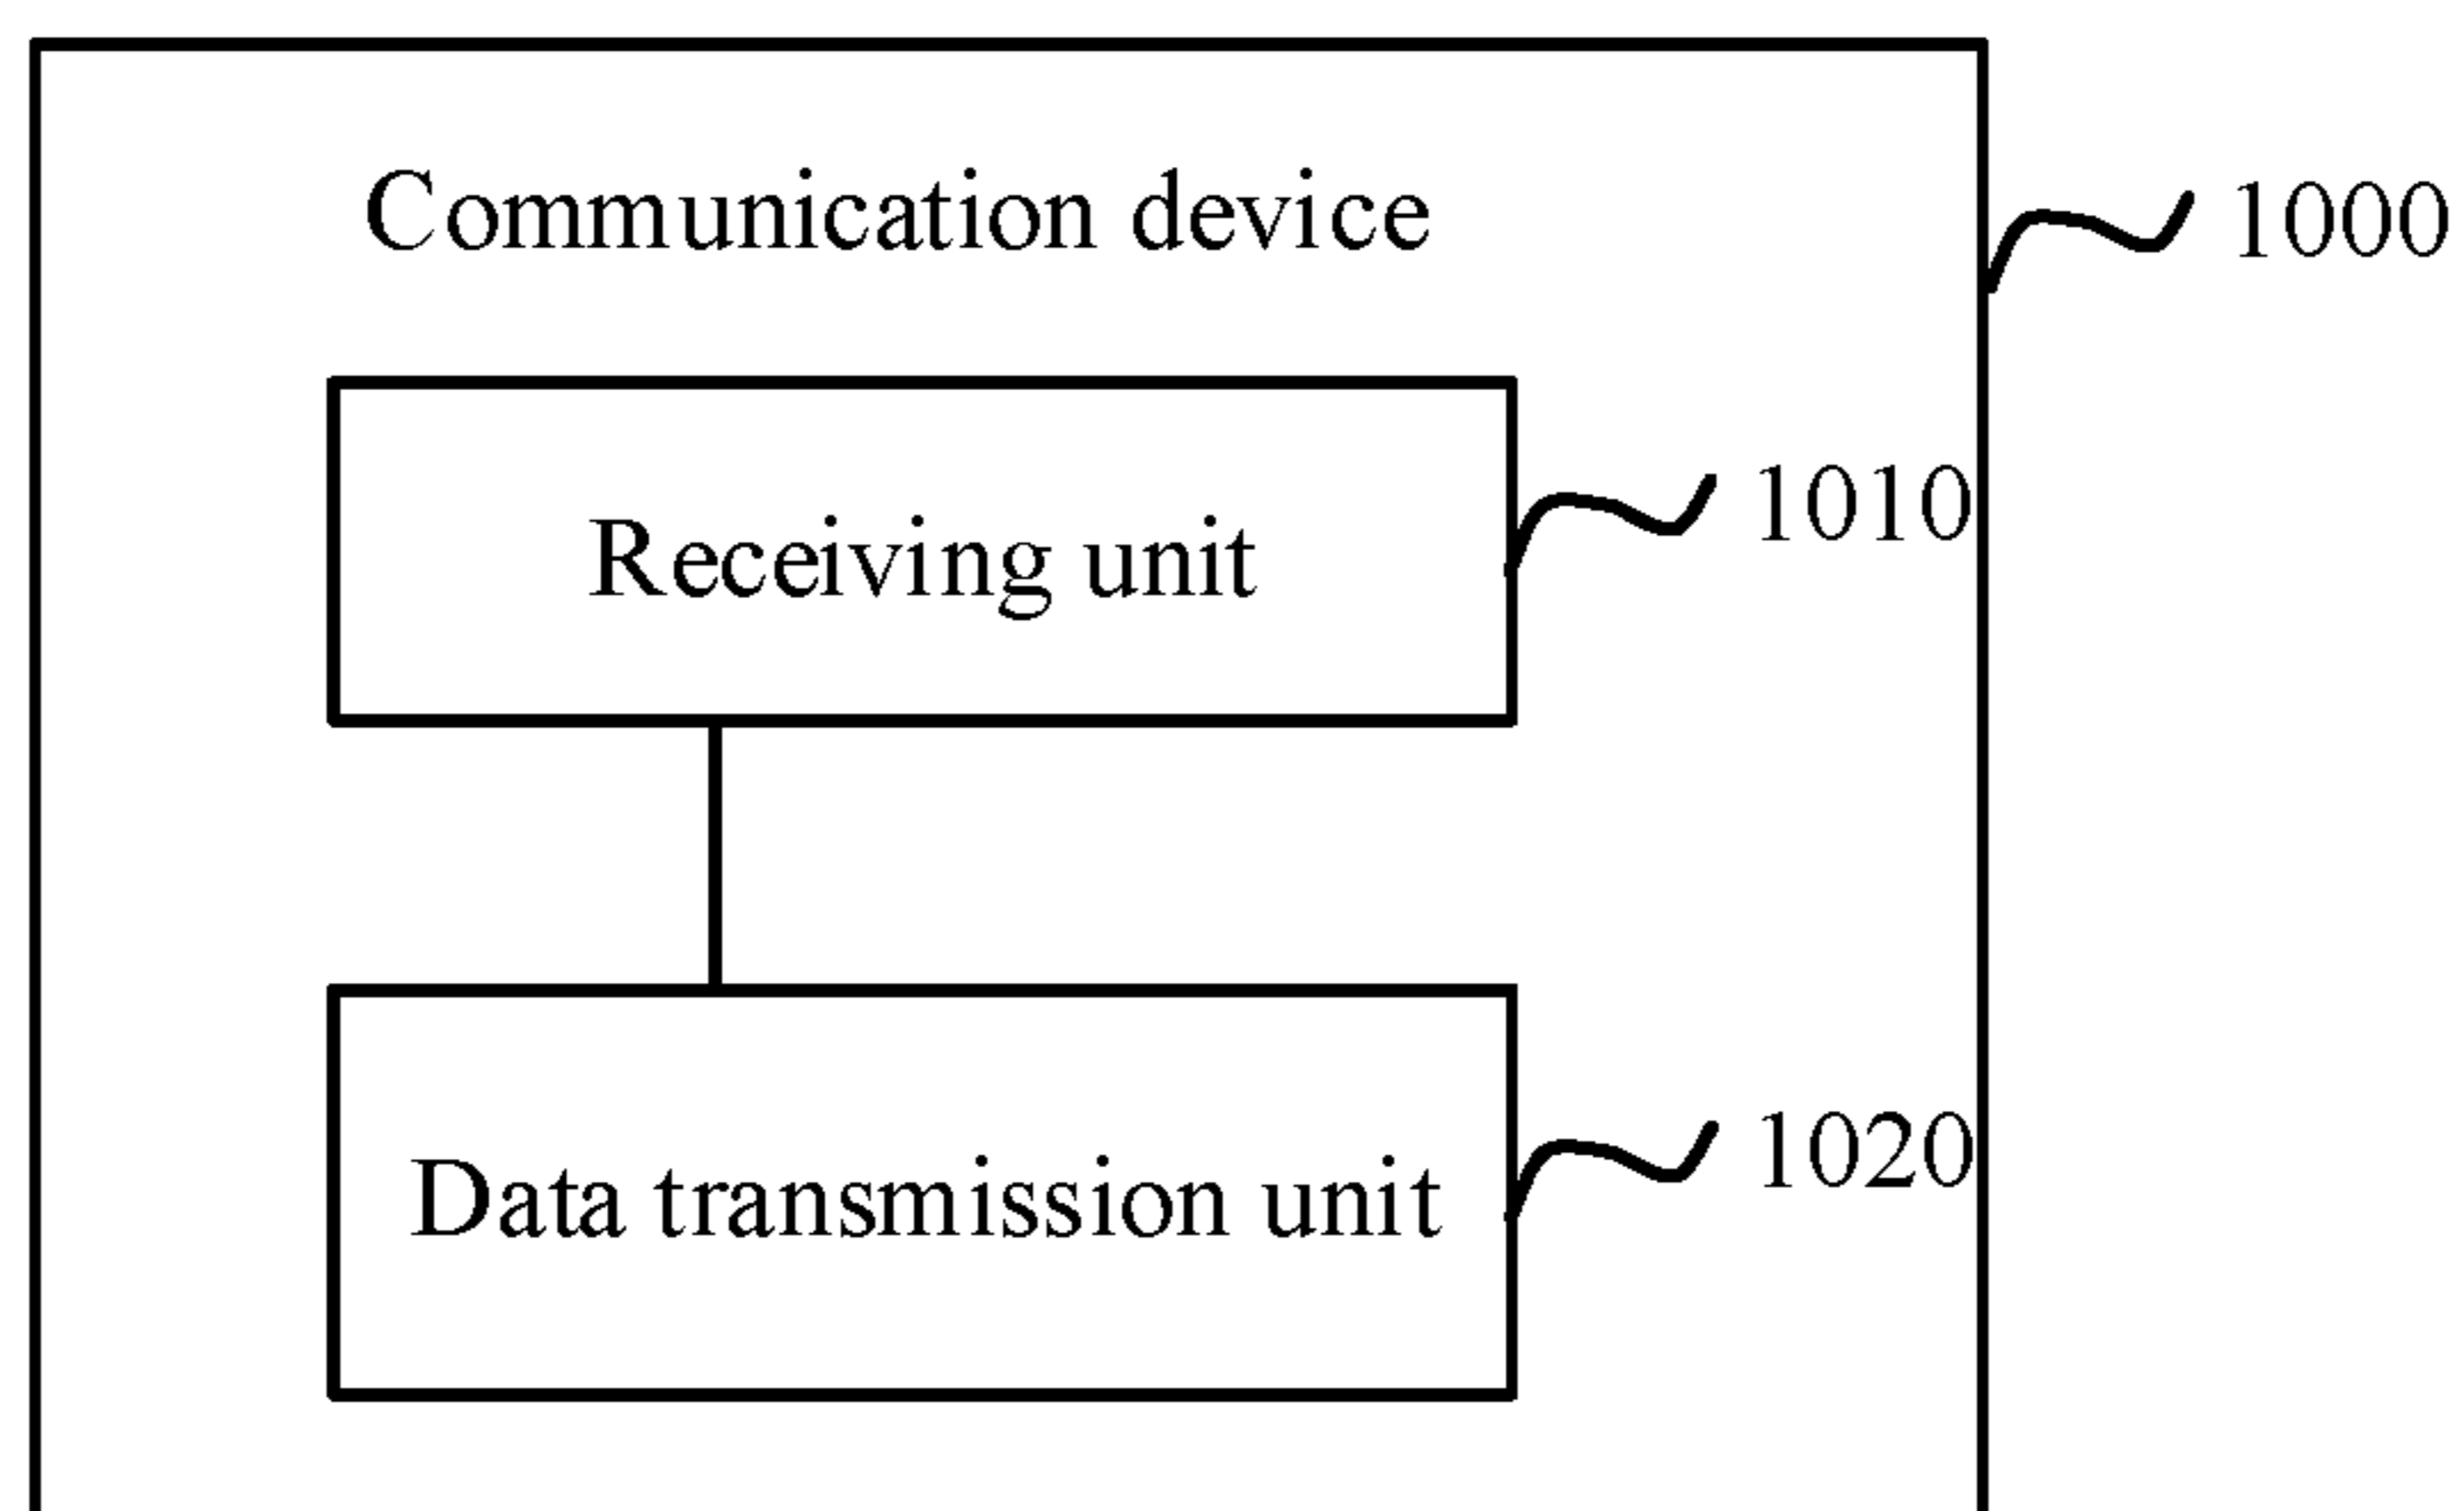 Communication device
1000
Receiving unit
1010
Data transmission unit
1020